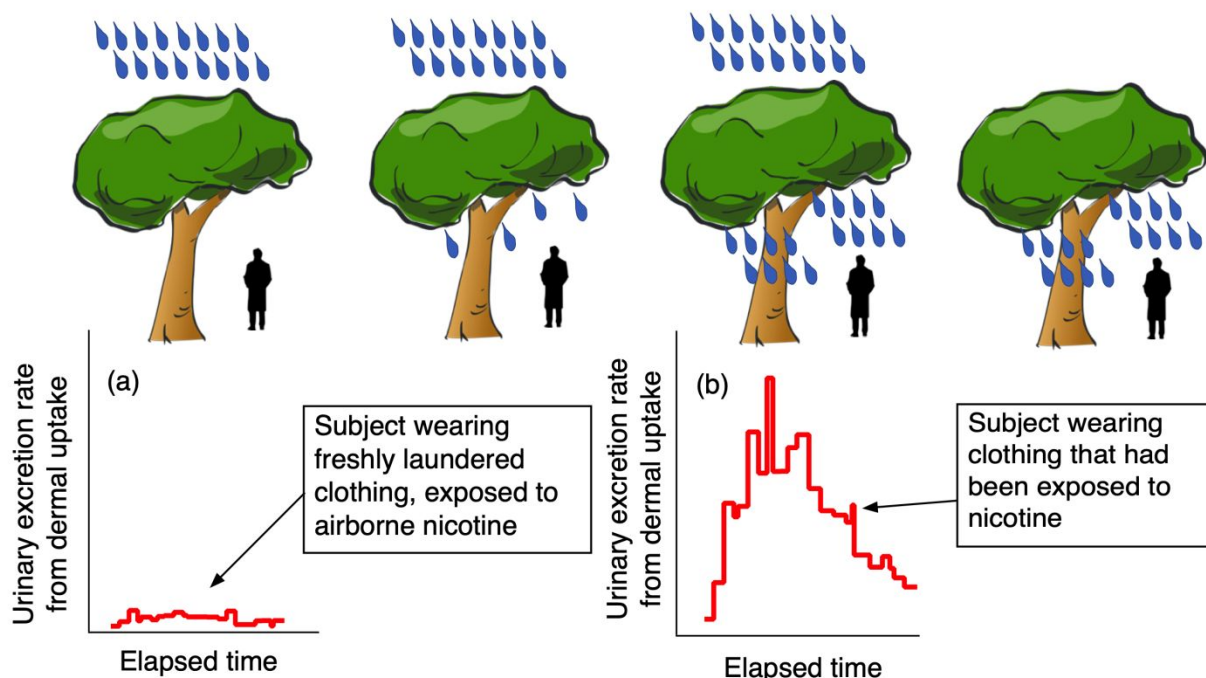 Urinary excretion rate
from dermal uptake
(a)
Subject wearing
freshly laundered
clothing, exposed to
airborne nicotine
Elapsed time
Urinary excretion rate
from dermal uptake
(b)
Subject wearing
clothing that had
been exposed to
nicotine
Elapsed time